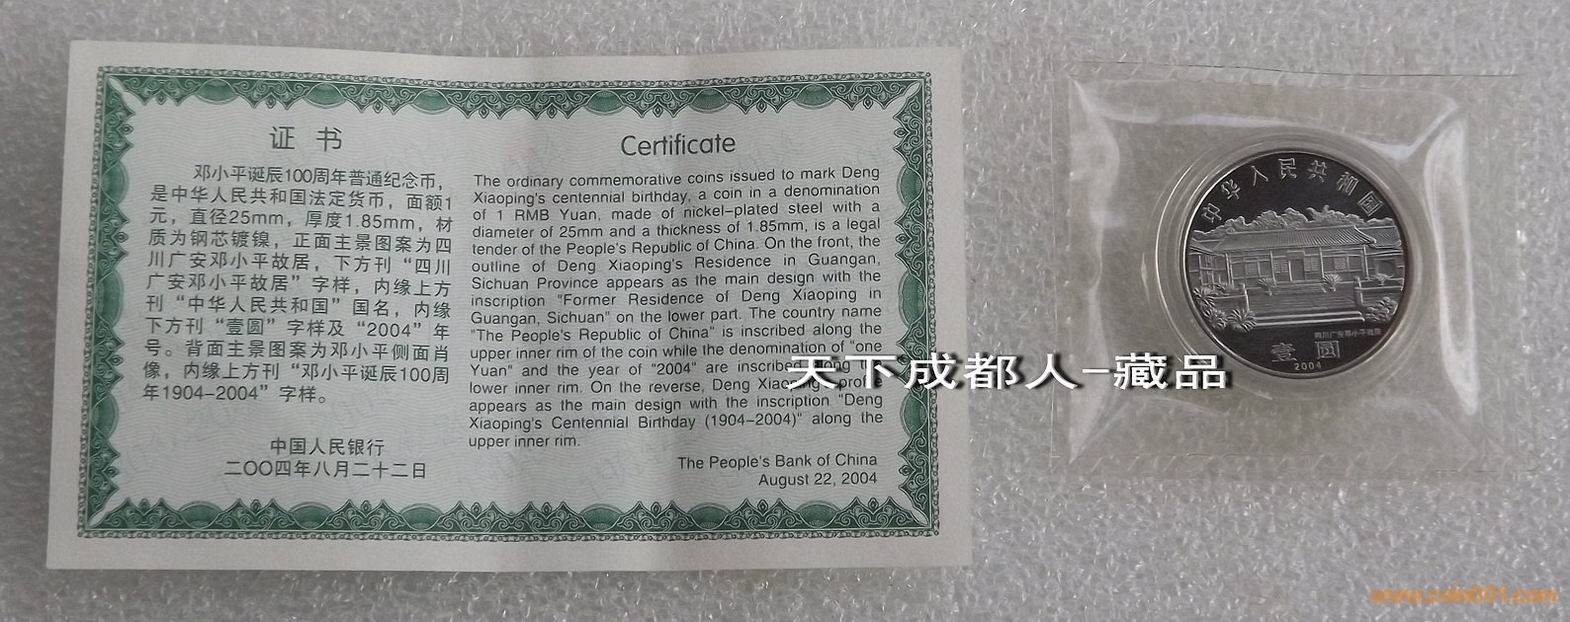 证书
邓小平诞辰100周年普通纪念币，
是中华人民共和国法定货币，面额1
元，直径25mm，厚度1.85mm，材
质为钢芯镀镍，正面主景图案为四
川广安邓小平故居，下方刊“四川
广安邓小平故居”字样，内缘上方
刊“中华人民共和国”国名，内缘
下方刊“壹圆”字样及“2004”年
号。背面主景图案为邓小平侧面肖
像，内缘上方刊“邓小平诞辰100周
年1904-2004”字样。
中国人民银行
二〇〇四年八月二十二日
Certificate
The ordinary commemorative coins issued to mark Deng
Xiaoping's centennial birthday, a coin in a denomination
of 1 RMB Yuan, made of nickel-plated steel with a
diameter of 25mm and a thickness of 1.85mm, is a legal
tender of the People's Republic of China. On the front, the
outline of Deng Xiaoping's Residence in Guangan,
Sichuan Province appears as the main design with the
inscription "Former Residence of Deng Xiaoping in
Guangan, Sichuan" on the lower part. The country name
"The People's Republic of China" is inscribed along the
upper inner rim of the coin while the denomination of "one
Yuan" and the year of "2004" are inscribed along the
lower inner rim. On the reverse, Deng Xiaoping's profile
appears as the main design with the inscription "Deng
Xiaoping's Centennial Birthday (1904-2004)" along the
upper inner rim.
The People's Bank of China
August 22, 2004
天下成都人-藏品
中华人民共和国
四川广安邓小平故居
壹圆
2004
www.coin001.com